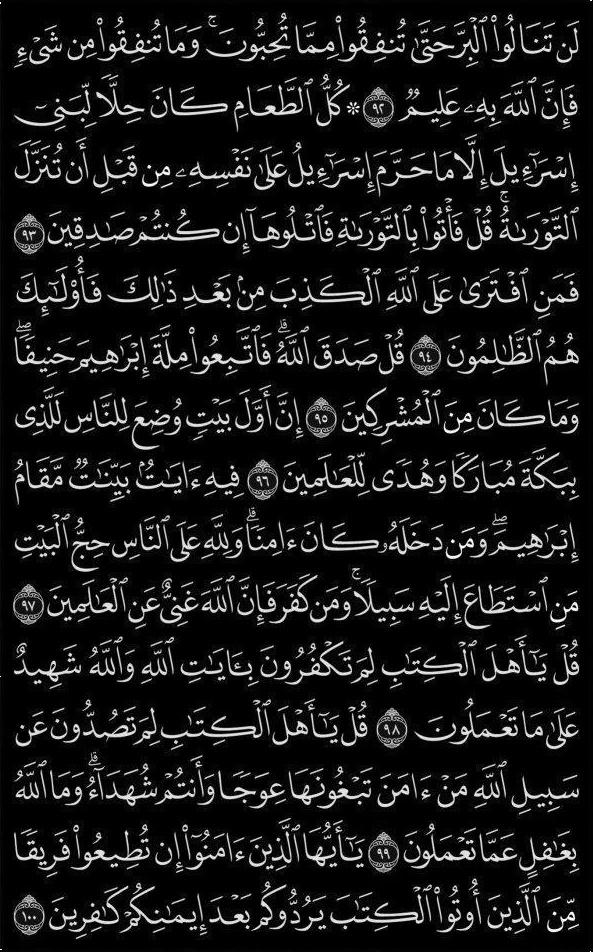 لَن تَنَالُوا۟ ٱلْبِرَّ حَتَّىٰ تُنفِقُوا۟ مِمَّا تُحِبُّونَ ۚ وَمَا تُنفِقُوا۟ مِن شَىْءٍ
فَإِنَّ ٱللَّهَ بِهِۦ عَلِيمٌ ٩٢ ۞ كُلُّ ٱلطَّعَامِ كَانَ حِلًّا لِّبَنِىٓ
إِسْرَٰٓءِيلَ إِلَّا مَا حَرَّمَ إِسْرَٰٓءِيلُ عَلَىٰ نَفْسِهِۦ مِن قَبْلِ أَن تُنَزَّلَ
ٱلتَّوْرَىٰةُ ۗ قُلْ فَأْتُوا۟ بِٱلتَّوْرَىٰةِ فَٱتْلُوهَآ إِن كُنتُمْ صَٰدِقِينَ ٩٣
فَمَنِ ٱفْتَرَىٰ عَلَى ٱللَّهِ ٱلْكَذِبَ مِنۢ بَعْدِ ذَٰلِكَ فَأُو۟لَٰٓئِكَ
هُمُ ٱلظَّٰلِمُونَ ٩٤ قُلْ صَدَقَ ٱللَّهُ ۗ فَٱتَّبِعُوا۟ مِلَّةَ إِبْرَٰهِيمَ حَنِيفًا ۖ
وَمَا كَانَ مِنَ ٱلْمُشْرِكِينَ ٩٥ إِنَّ أَوَّلَ بَيْتٍ وُضِعَ لِلنَّاسِ لَلَّذِى
بِبَكَّةَ مُبَارَكًا وَهُدًى لِّلْعَٰلَمِينَ ٩٦ فِيهِ ءَايَٰتٌۢ بَيِّنَٰتٌ مَّقَامُ
إِبْرَٰهِيمَ ۖ وَمَن دَخَلَهُۥ كَانَ ءَامِنًا ۗ وَلِلَّهِ عَلَى ٱلنَّاسِ حِجُّ ٱلْبَيْتِ
مَنِ ٱسْتَطَاعَ إِلَيْهِ سَبِيلًا ۚ وَمَن كَفَرَ فَإِنَّ ٱللَّهَ غَنِىٌّ عَنِ ٱلْعَٰلَمِينَ ٩٧
قُلْ يَٰٓأَهْلَ ٱلْكِتَٰبِ لِمَ تَكْفُرُونَ بِـَٔايَٰتِ ٱللَّهِ وَٱللَّهُ شَهِيدٌ
عَلَىٰ مَا تَعْمَلُونَ ٩٨ قُلْ يَٰٓأَهْلَ ٱلْكِتَٰبِ لِمَ تَصُدُّونَ عَن
سَبِيلِ ٱللَّهِ مَنْ ءَامَنَ تَبْغُونَهَا عِوَجًا وَأَنتُمْ شُهَدَآءُ ۗ وَمَا ٱللَّهُ
بِغَٰفِلٍ عَمَّا تَعْمَلُونَ ٩٩ يَٰٓأَيُّهَا ٱلَّذِينَ ءَامَنُوٓا۟ إِن تُطِيعُوا۟ فَرِيقًا
مِّنَ ٱلَّذِينَ أُوتُوا۟ ٱلْكِتَٰبَ يَرُدُّوكُم بَعْدَ إِيمَٰنِكُمْ كَٰفِرِينَ ١٠٠